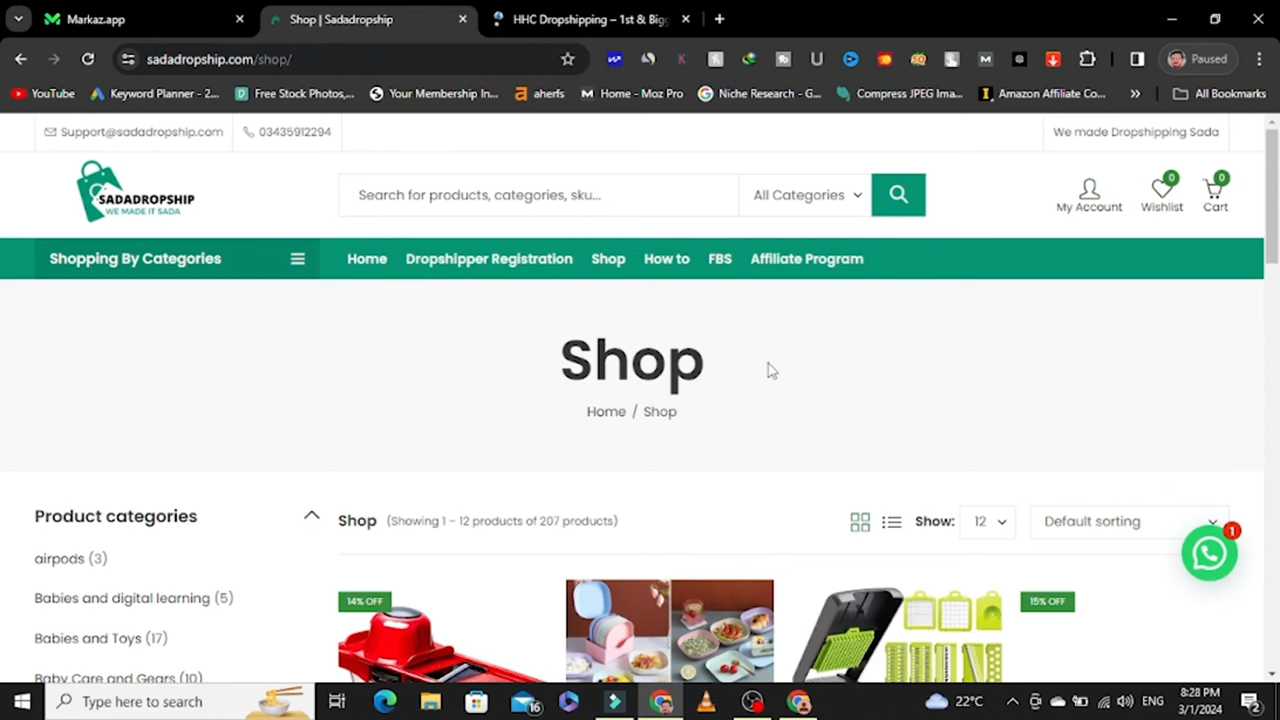 Markaz.app
Shop | Sadadropship
HHC Dropshipping – 1st & Bigg
sadadropship.com/shop/
Paused
YouTube
Keyword Planner - 2...
Free Stock Photos,...
Your Membership In...
aherfs
Home - Moz Pro
Niche Research - G...
Compress JPEG Ima...
Amazon Affiliate Co...
All Bookmarks
Support@sadadropship.com
03435912294
We made Dropshipping Sada
SADADROPSHIP
WE MADE IT SADA
Search for products, categories, sku...
All Categories
0
0
My Account
Wishlist
Cart
Shopping By Categories
Home
Dropshipper Registration
Shop
How to
FBS
Affiliate Program
Shop
Home / Shop
Product categories
Shop (Showing 1 – 12 products of 207 products)
Show: 12
Default sorting
1
airpods (3)
Babies and digital learning (5)
Babies and Toys (17)
Baby Care and Gears (10)
14% OFF
15% OFF
Type here to search
16
22°C
ENG
8:28 PM
3/1/2024
2